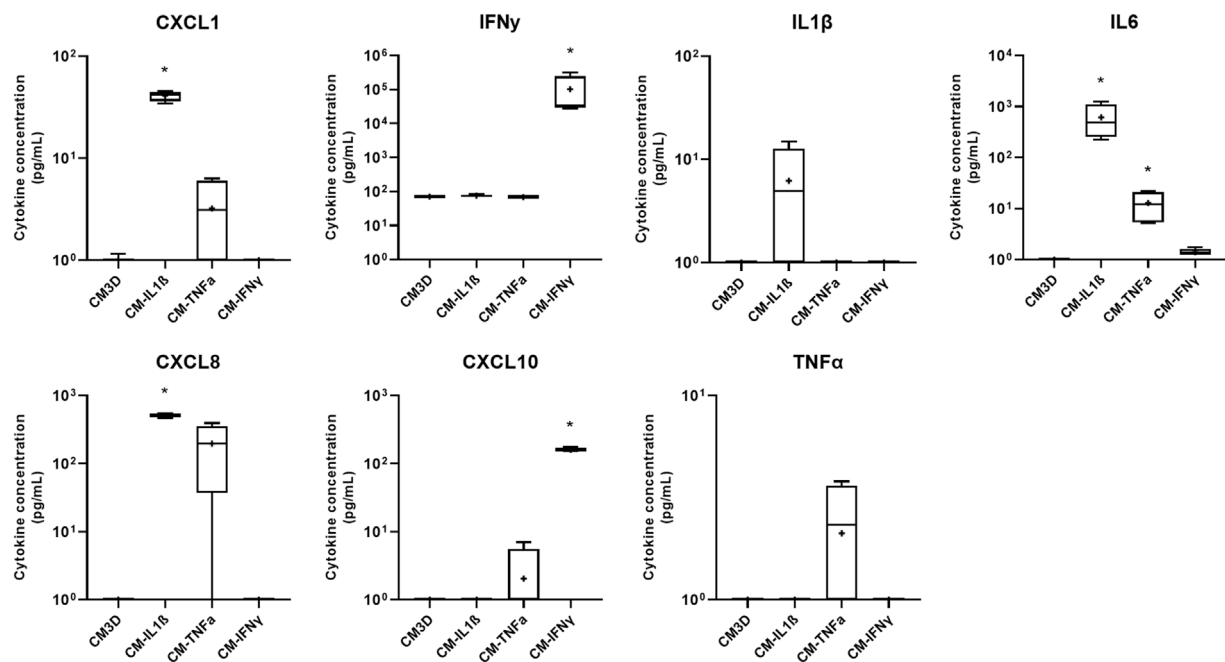 CXCL1
Cytokine concentration
(pg/mL)
10²
10¹
10⁰
*
+
+
CM3D
CM-IL1ß
CM-TNFa
CM-IFNγ
IFNy
Cytokine concentration
(pg/mL)
10⁶
10⁵
10⁴
10³
10²
10¹
10⁰
*
+
+
+
+
CM3D
CM-IL1ß
CM-TNFa
CM-IFNγ
IL1β
Cytokine concentration
(pg/mL)
10²
10¹
10⁰
+
CM3D
CM-IL1ß
CM-TNFa
CM-IFNγ
IL6
Cytokine concentration
(pg/mL)
10⁴
10³
10²
10¹
10⁰
*
*
+
+
+
CM3D
CM-IL1ß
CM-TNFa
CM-IFNγ
CXCL8
Cytokine concentration
(pg/mL)
10³
10²
10¹
10⁰
*
+
+
CM3D
CM-IL1ß
CM-TNFa
CM-IFNγ
CXCL10
Cytokine concentration
(pg/mL)
10³
10²
10¹
10⁰
*
+
+
CM3D
CM-IL1ß
CM-TNFa
CM-IFNγ
TNFα
Cytokine concentration
(pg/mL)
10¹
10⁰
+
CM3D
CM-IL1ß
CM-TNFa
CM-IFNγ